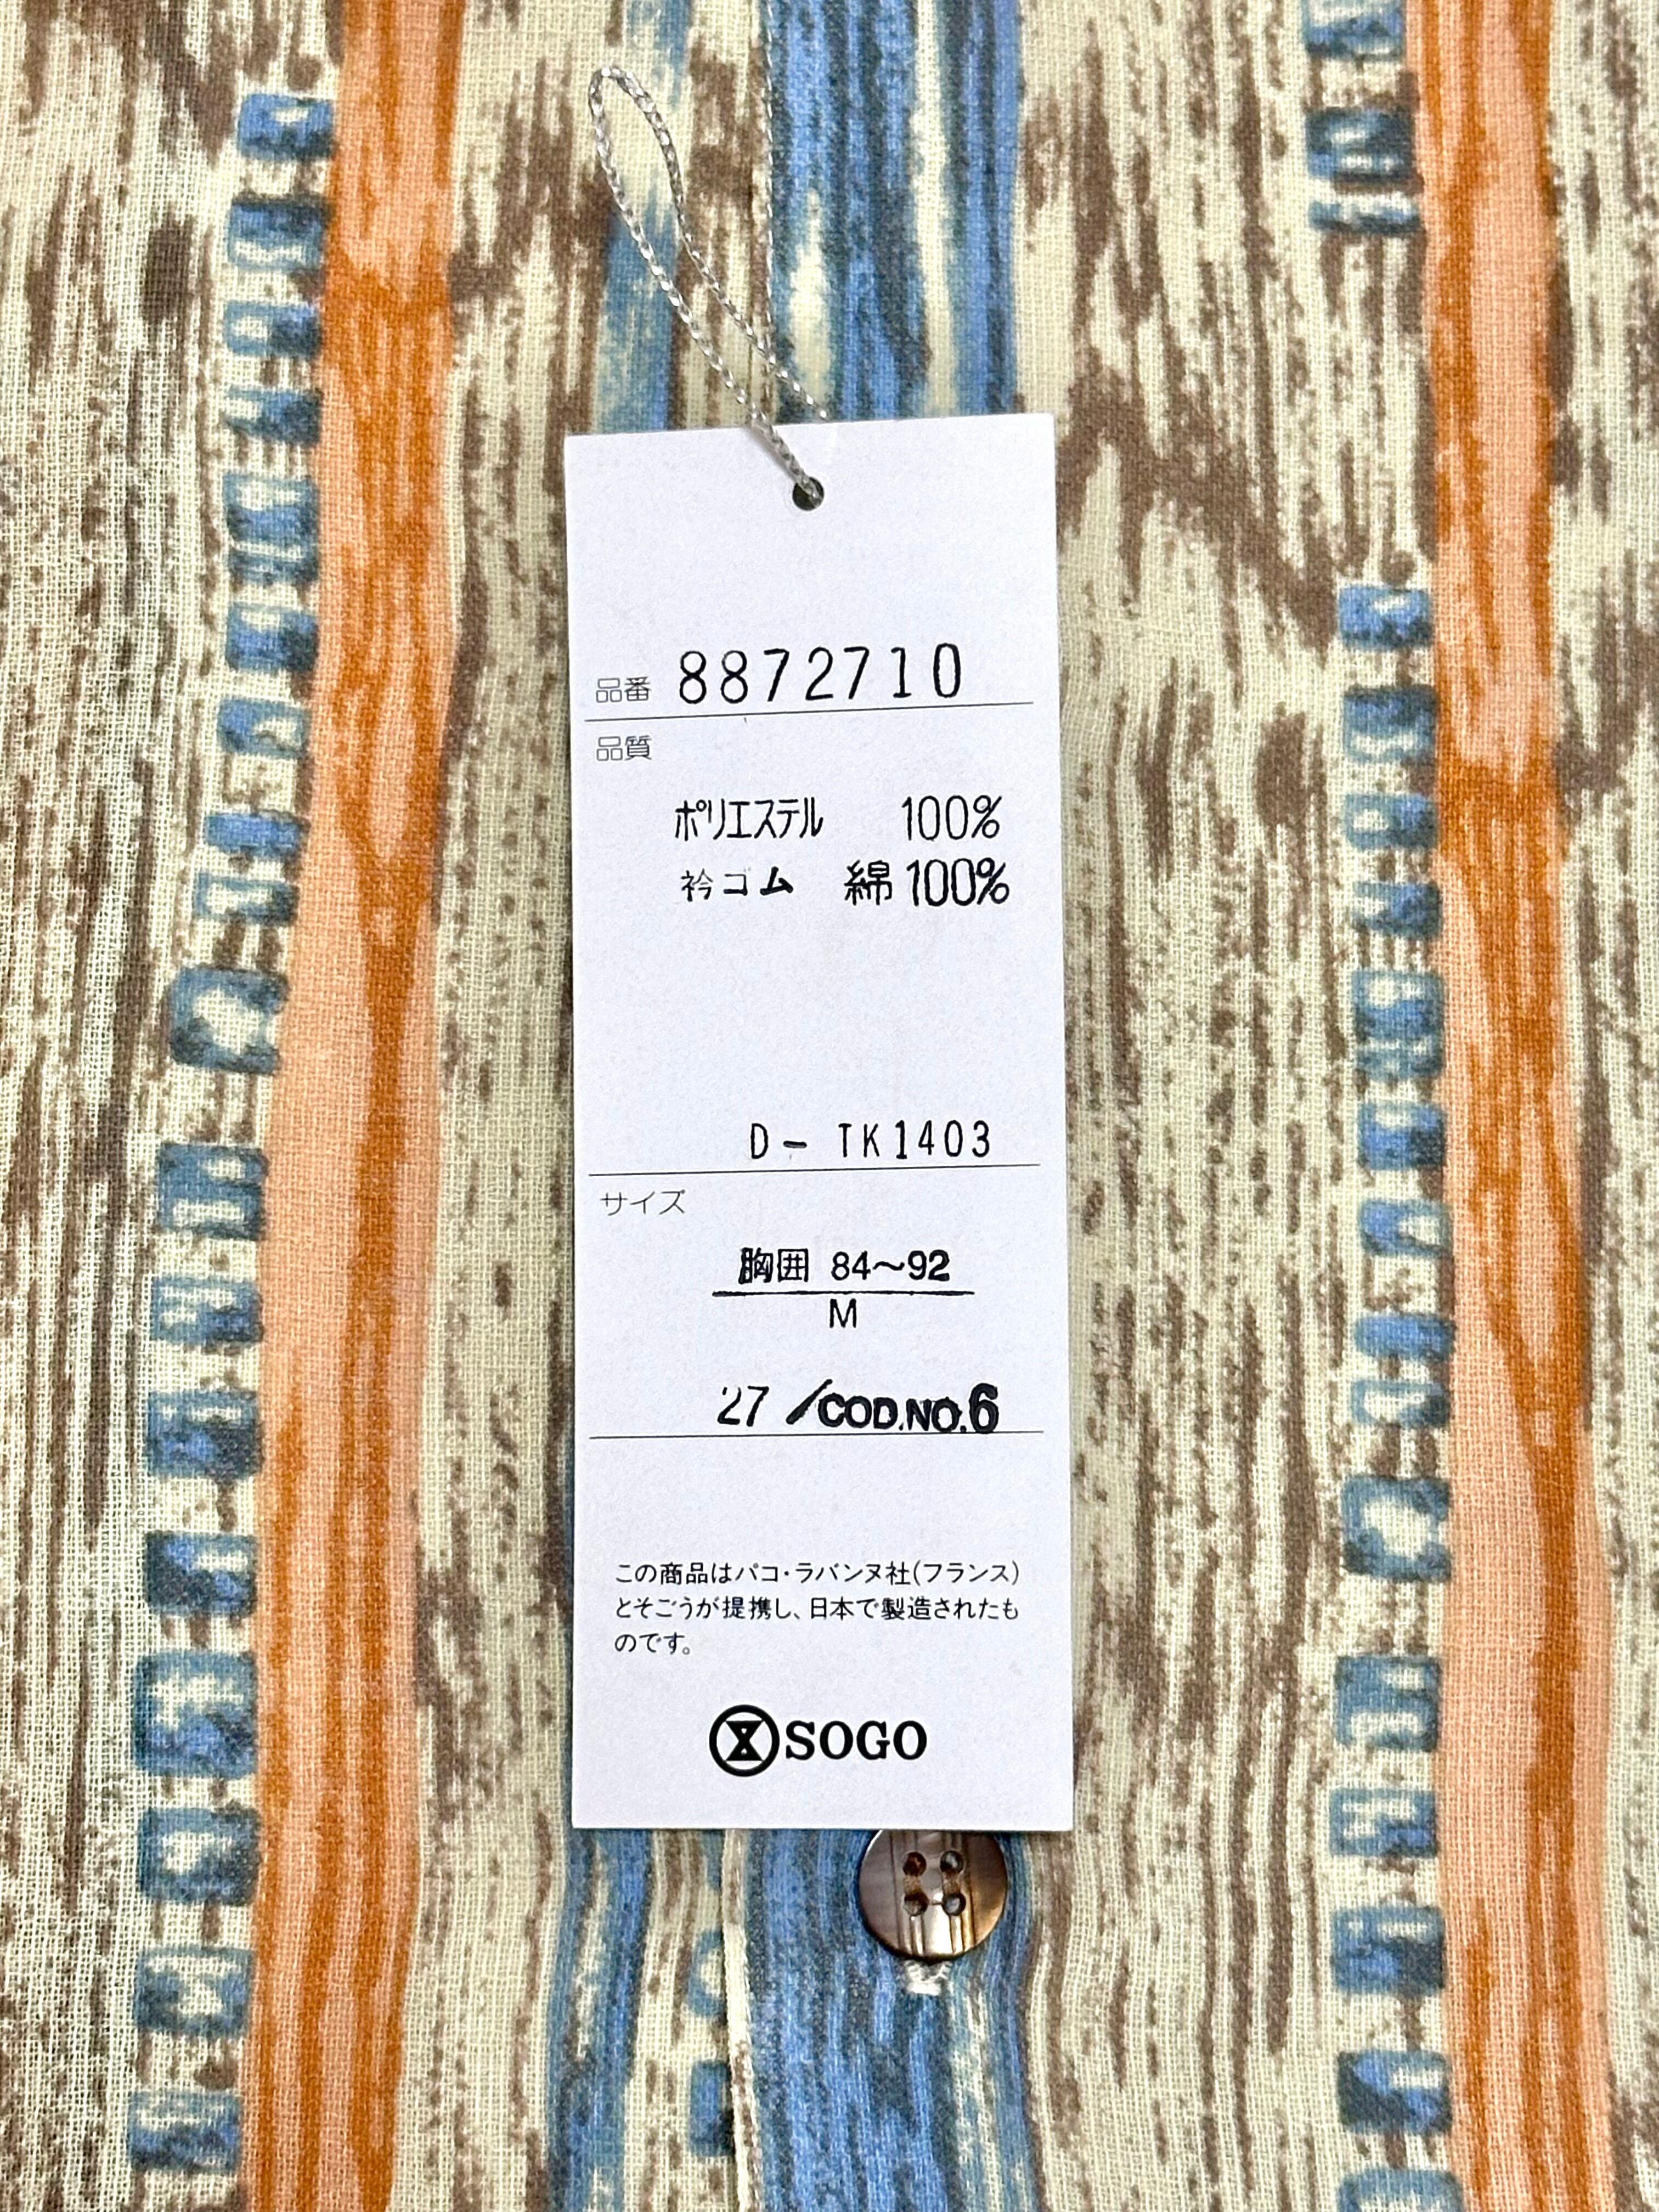 品番 8872710
品質
ポリエステル 100%
衿ゴム 綿 100%
D- TK1403
サイズ
胸囲 84〜92
M
27 /COD.NO.6
この商品はパコ・ラバンヌ社(フランス)
とそごうが提携し、日本で製造されたも
のです。
SOGO